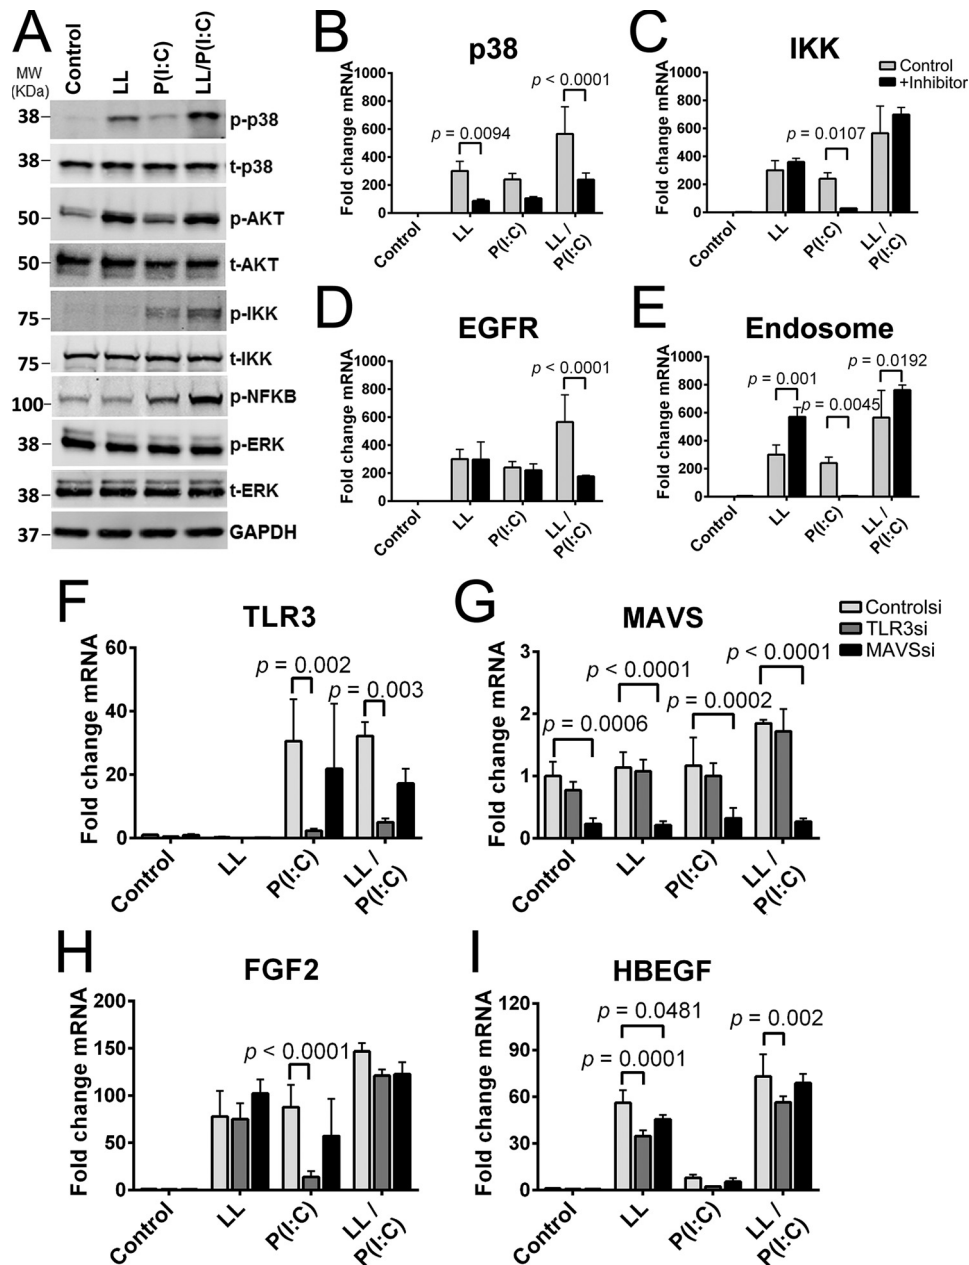 A
MW
(KDa)
Control
LL
P(I:C)
LL/P(I:C)
38
p-p38
38
t-p38
50
p-AKT
50
t-AKT
75
p-IKK
75
t-IKK
100
p-NFKB
38
p-ERK
38
t-ERK
37
GAPDH
B
p38
Fold change mRNA
1000
800
600
400
200
0
p = 0.0094
p < 0.0001
Control
LL
P(I:C)
LL /
P(I:C)
C
IKK
Control
+Inhibitor
Fold change mRNA
1000
800
600
400
200
0
p = 0.0107
Control
LL
P(I:C)
LL /
P(I:C)
D
EGFR
Fold change mRNA
1000
800
600
400
200
0
p < 0.0001
Control
LL
P(I:C)
LL /
P(I:C)
E
Endosome
Fold change mRNA
1000
800
600
400
200
0
p = 0.001
p = 0.0045
p = 0.0192
Control
LL
P(I:C)
LL /
P(I:C)
F
TLR3
Fold change mRNA
60
40
20
0
p = 0.002
p = 0.003
Control
LL
P(I:C)
LL /
P(I:C)
G
MAVS
Controlsi
TLR3si
MAVSsi
Fold change mRNA
3
2
1
0
p = 0.0006
p < 0.0001
p = 0.0002
p < 0.0001
Control
LL
P(I:C)
LL /
P(I:C)
H
FGF2
Fold change mRNA
200
150
100
50
0
p < 0.0001
Control
LL
P(I:C)
LL /
P(I:C)
I
HBEGF
Fold change mRNA
120
90
60
30
0
p = 0.0481
p = 0.0001
p = 0.002
Control
LL
P(I:C)
LL /
P(I:C)